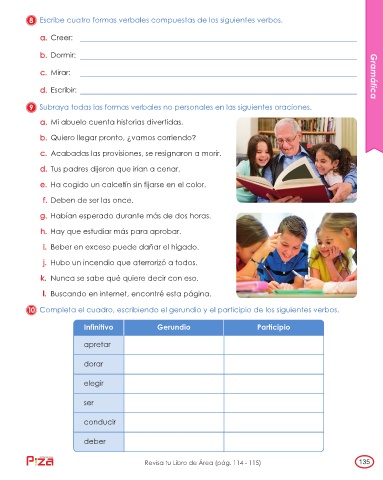 8 Escribe cuatro formas verbales compuestas de los siguientes verbos.
a. Creer:
b. Dormir:
c. Mirar:
d. Escribir:
Gramática
9 Subraya todas las formas verbales no personales en las siguientes oraciones.
a. Mi abuelo cuenta historias divertidas.
b. Quiero llegar pronto, ¿vamos corriendo?
c. Acabadas las provisiones, se resignaron a morir.
d. Tus padres dijeron que irían a cenar.
e. Ha cogido un calcetín sin fijarse en el color.
f. Deben de ser las once.
g. Habían esperado durante más de dos horas.
h. Hay que estudiar más para aprobar.
i. Beber en exceso puede dañar el hígado.
j. Hubo un incendio que aterrorizó a todos.
k. Nunca se sabe qué quiere decir con eso.
l. Buscando en internet, encontré esta página.
10 Completa el cuadro, escribiendo el gerundio y el participio de los siguientes verbos.
Infinitivo Gerundio Participio
apretar
dorar
elegir
ser
conducir
deber
Revisa tu Libro de Área (pág. 114 - 115)
135